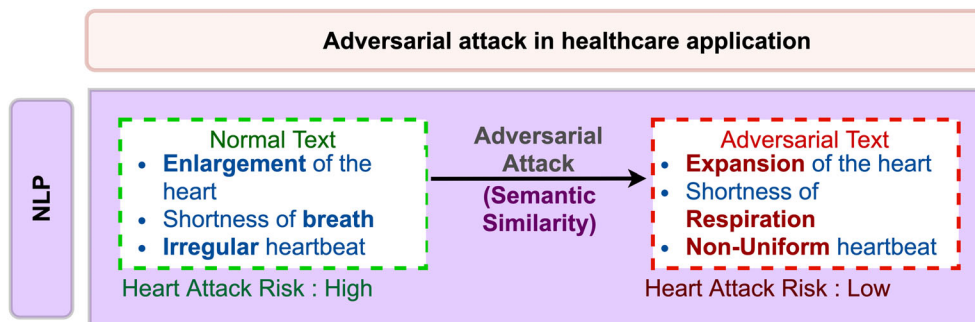 Adversarial attack in healthcare application
NLP
Normal Text
• Enlargement of the
heart
• Shortness of breath
• Irregular heartbeat
Heart Attack Risk : High
Adversarial
Attack
(Semantic
Similarity)
Adversarial Text
• Expansion of the heart
• Shortness of
Respiration
• Non-Uniform heartbeat
Heart Attack Risk : Low